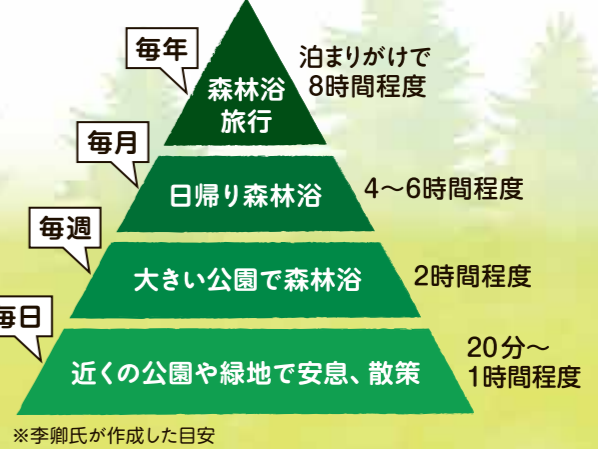 毎年
森林浴
旅行
泊まりがけで
8時間程度
毎月
日帰り森林浴
4〜6時間程度
毎週
大きい公園で森林浴
2時間程度
毎日
近くの公園や緑地で安息、散策
20分〜
1時間程度
※李卿氏が作成した目安